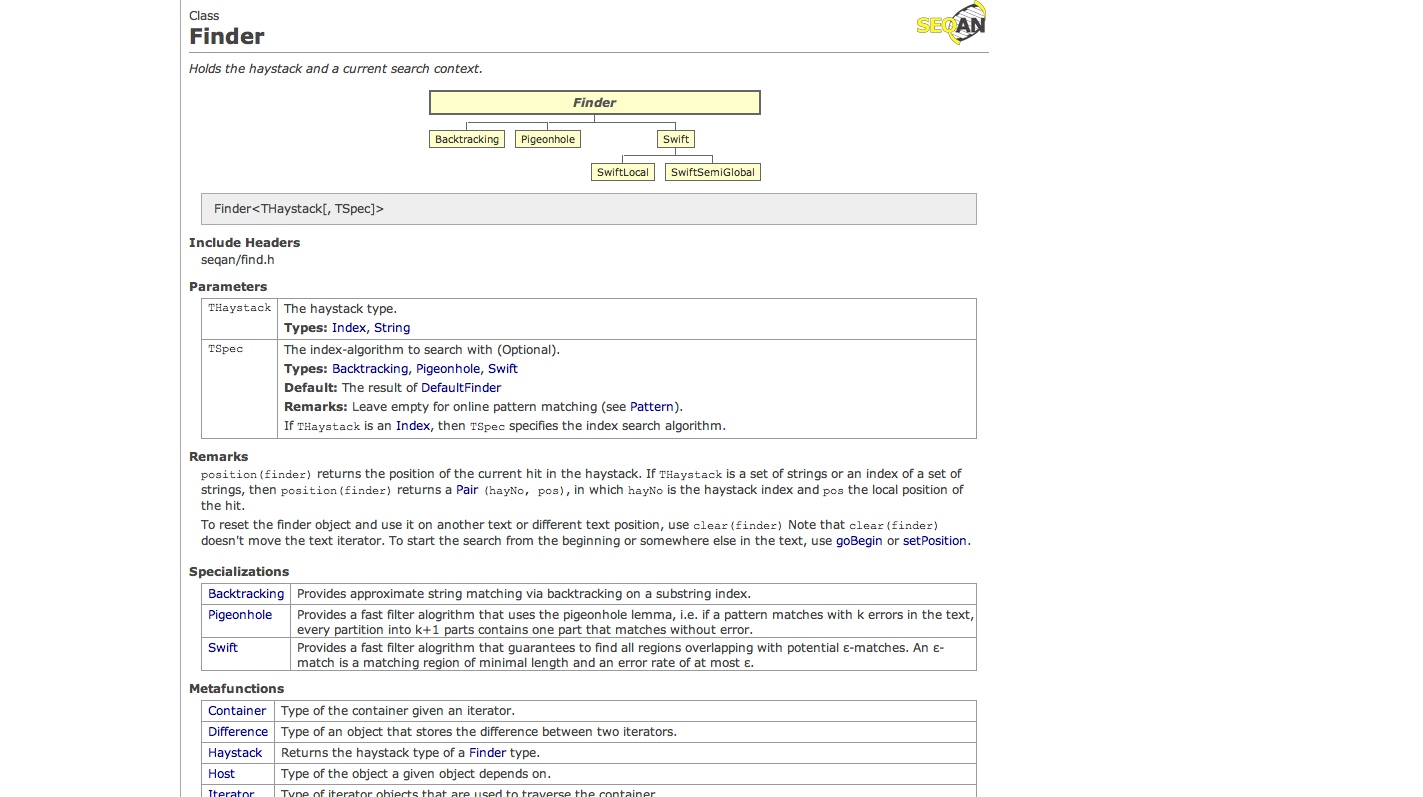 Class
Finder
SEQAN
Holds the haystack and a current search context.
Finder
Backtracking Pigeonhole Swift
SwiftLocal SwiftSemiGlobal
Finder<THaystack[, TSpec]>
Include Headers
seqan/find.h
Parameters
THaystack The haystack type.
Types: Index, String
TSpec The index-algorithm to search with (Optional).
Types: Backtracking, Pigeonhole, Swift
Default: The result of DefaultFinder
Remarks: Leave empty for online pattern matching (see Pattern).
If THaystack is an Index, then TSpec specifies the index search algorithm.
Remarks
position(finder) returns the position of the current hit in the haystack. If THaystack is a set of strings or an index of a set of
strings, then position(finder) returns a Pair (hayNo, pos), in which hayNo is the haystack index and pos the local position of
the hit.
To reset the finder object and use it on another text or different text position, use clear(finder) Note that clear(finder)
doesn't move the text iterator. To start the search from the beginning or somewhere else in the text, use goBegin or setPosition.
Specializations
Backtracking Provides approximate string matching via backtracking on a substring index.
Pigeonhole Provides a fast filter alogrithm that uses the pigeonhole lemma, i.e. if a pattern matches with k errors in the text,
every partition into k+1 parts contains one part that matches without error.
Swift Provides a fast filter alogrithm that guarantees to find all regions overlapping with potential ε-matches. An ε-
match is a matching region of minimal length and an error rate of at most ε.
Metafunctions
Container Type of the container given an iterator.
Difference Type of an object that stores the difference between two iterators.
Haystack Returns the haystack type of a Finder type.
Host Type of the object a given object depends on.
Iterator Type of iterator objects that are used to traverse the container.